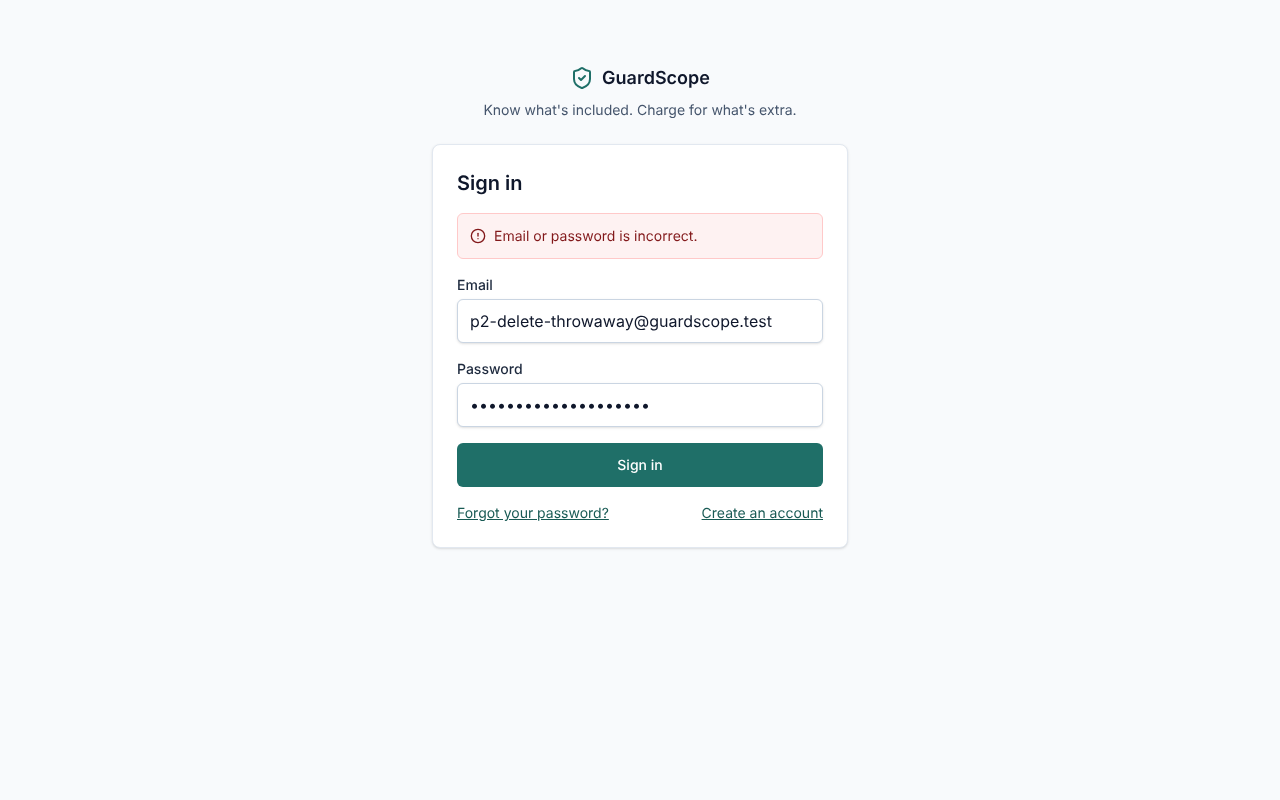 GuardScope
Know what's included. Charge for what's extra.
Sign in
Email or password is incorrect.
Email
p2-delete-throwaway@guardscope.test
Password
••••••••••••••••••••
Sign in
Forgot your password? Create an account